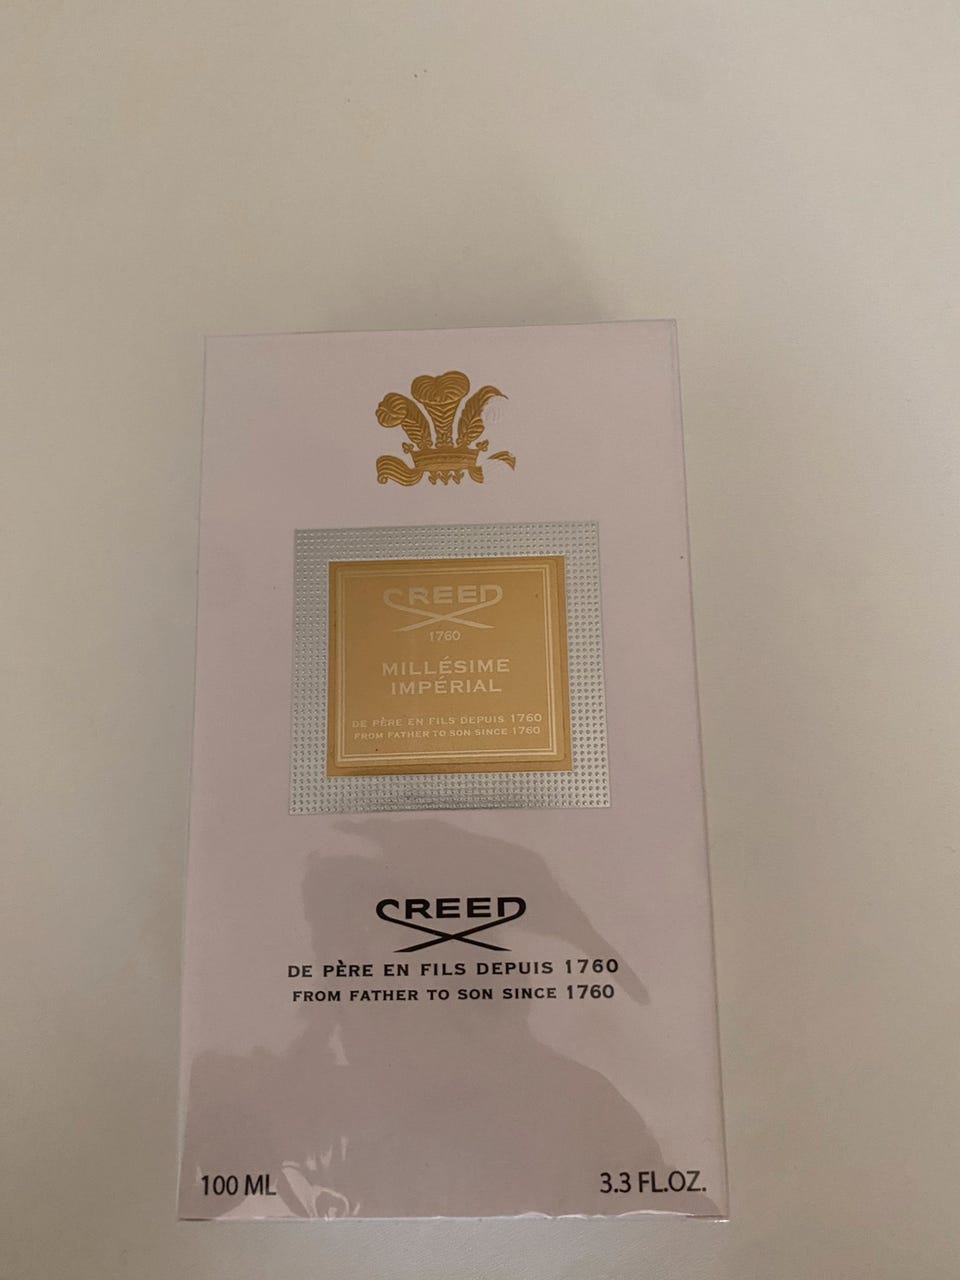 CREED
1760
MILLÉSIME
IMPÉRIAL
DE PÈRE EN FILS DEPUIS 1760
FROM FATHER TO SON SINCE 1760
CREED
DE PÈRE EN FILS DEPUIS 1760
FROM FATHER TO SON SINCE 1760
100 ML 3.3 FL.OZ.